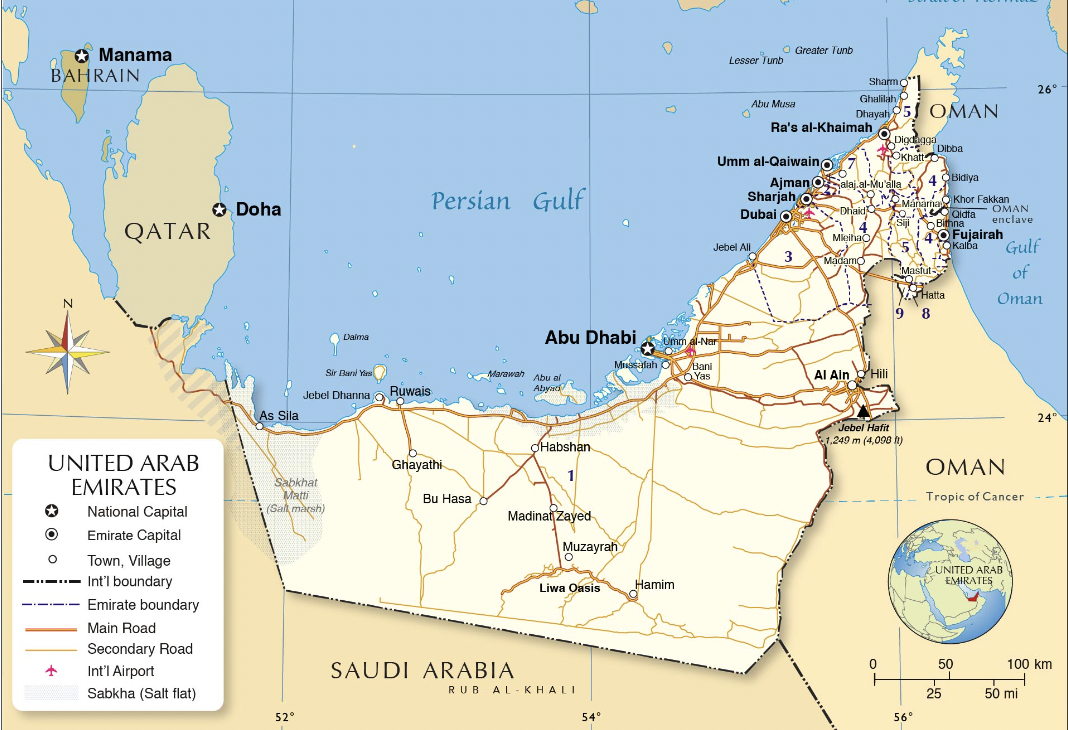 Strait of Hormuz
Manama
BAHRAIN
Greater Tunb
Lesser Tunb
Abu Musa
Sharm
26°
Ghalilah
Dhayah
5
OMAN
Ra's al-Khaimah
Digdagga
Khatt
Dibba
Umm al-Qaiwain
7
Ajman
alaj.al-Mu'alla
4
Bidiya
Sharjah
Manama
Khor Fakkan
Doha
Dubai
Dhaid
Siji
Qidfa
OMAN
enclave
Bithna
Persian Gulf
QATAR
Mleiha
4
4
Fujairah
Jebel Ali
3
5
Kalba
Madam
Masfut
Gulf
of
Oman
Hatta
9
8
N
Dalma
Abu Dhabi
Umm al-Nar
Mussafah
Bani
Yas
Sir Bani Yas
Marawah
Abu al
Abyad
Al Ain
Hili
Jebel Dhanna
Ruwais
As Sila
Jebel Hafit
1,249 m (4,098 ft)
24°
Habshan
Ghayathi
1
OMAN
Sabkhat
Matti
(Salt marsh)
Bu Hasa
Madinat Zayed
Tropic of Cancer
Muzayrah
Liwa Oasis
Hamim
UNITED ARAB
EMIRATES
UNITED ARAB
EMIRATES
National Capital
Emirate Capital
Town, Village
Int'l boundary
Emirate boundary
Main Road
Secondary Road
Int'l Airport
Sabkha (Salt flat)
SAUDI ARABIA
RUB AL-KHALI
0 50 100 km
25 50 mi
52°
54°
56°